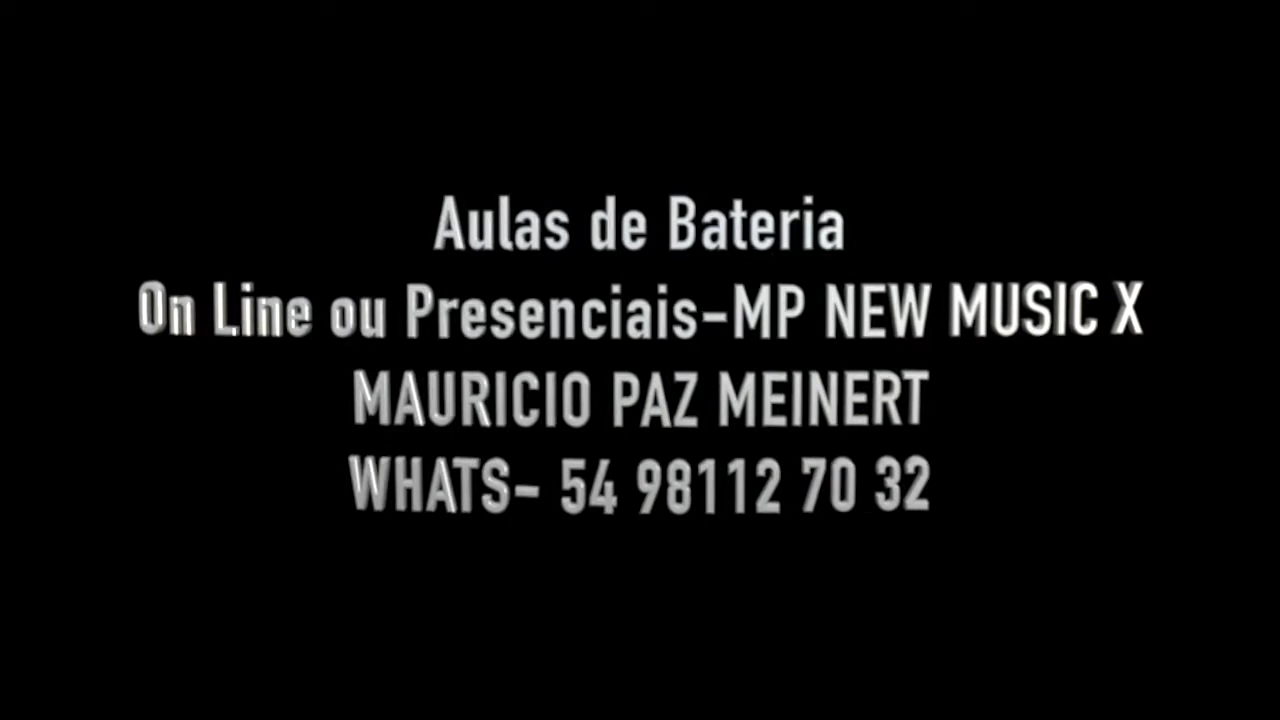 Aulas de Bateria
On Line ou Presenciais-MP NEW MUSIC X
MAURICIO PAZ MEINERT
WHATS- 54 98112 70 32